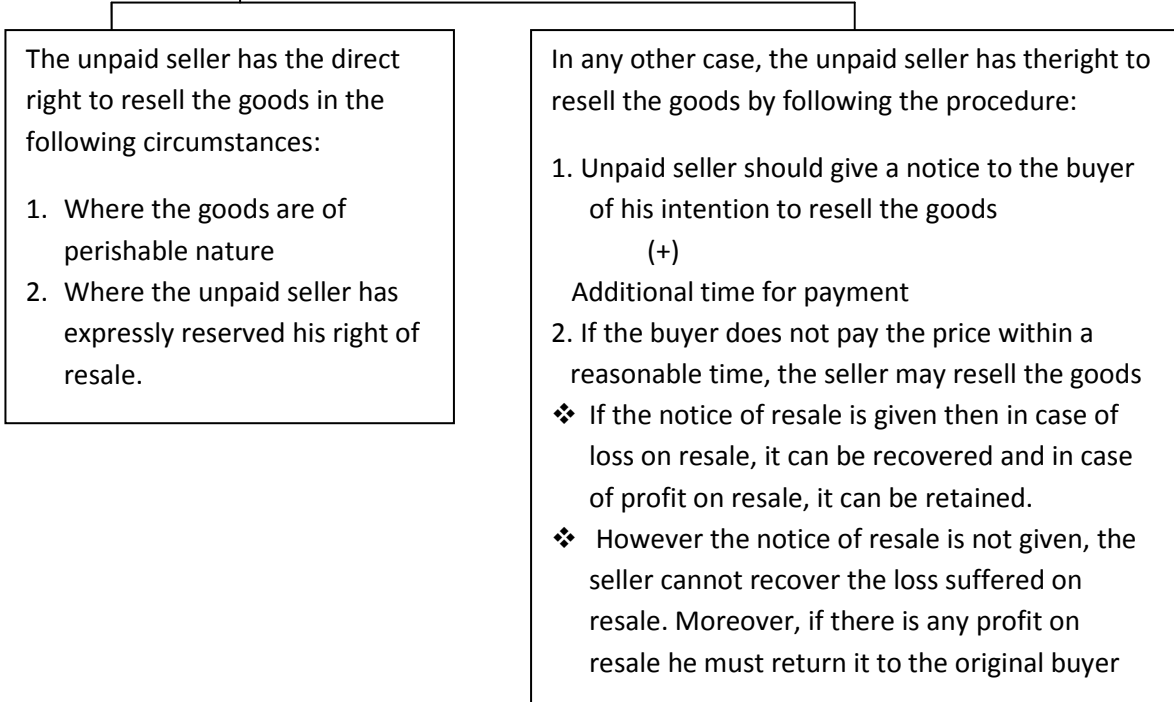 The unpaid seller has the direct
right to resell the goods in the
following circumstances:
1. Where the goods are of
perishable nature
2. Where the unpaid seller has
expressly reserved his right of
resale.
In any other case, the unpaid seller has theright to
resell the goods by following the procedure:
1. Unpaid seller should give a notice to the buyer
of his intention to resell the goods
(+)
Additional time for payment
2. If the buyer does not pay the price within a
reasonable time, the seller may resell the goods
❖ If the notice of resale is given then in case of
loss on resale, it can be recovered and in case
of profit on resale, it can be retained.
❖ However the notice of resale is not given, the
seller cannot recover the loss suffered on
resale. Moreover, if there is any profit on
resale he must return it to the original buyer